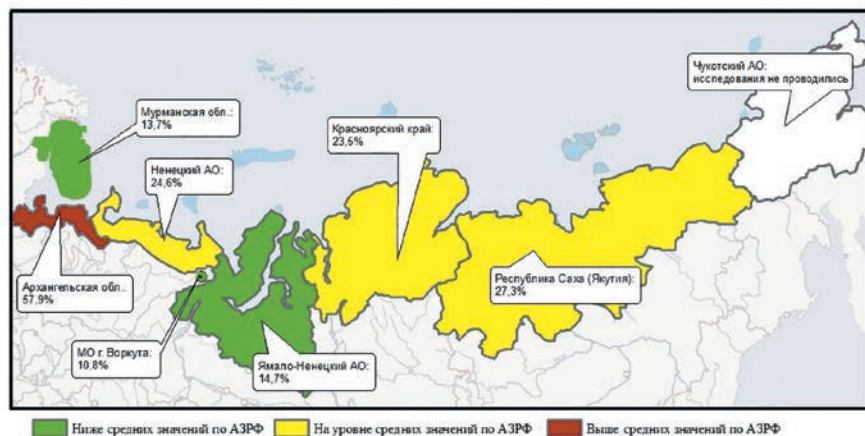 Чукотский АО:
исследования не проводились
Мурманская обл.:
13,7%
Красноярский край:
23,5%
Ненецкий АО:
24,6%
Республика Саха (Якутия):
27,3%
Архангельская обл.:
57,9%
МО г. Воркута:
10,8%
Ямало-Ненецкий АО:
14,7%
Ниже средних значений по АЗРФ
На уровне средних значений по АЗРФ
Выше средних значений по АЗРФ